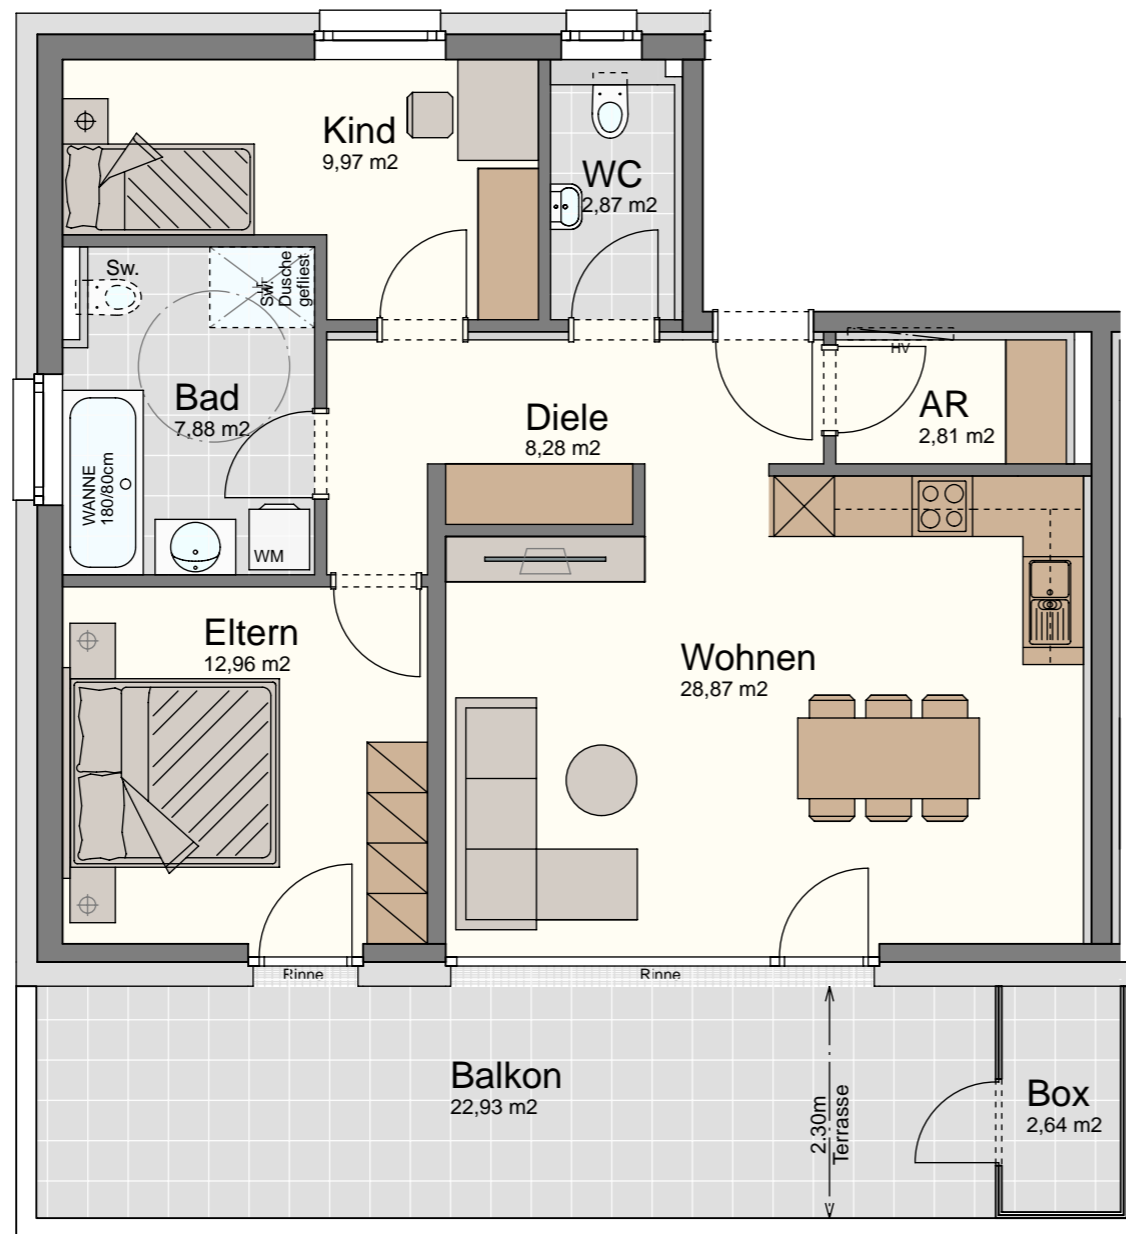 Kind
9,97 m2
WC
2,87 m2
Sw.
Sw.
Dusche
gefliest
HV
Bad
7,88 m2
Diele
8,28 m2
AR
2,81 m2
WANNE
180/80cm
WM
Eltern
12,96 m2
Wohnen
28,87 m2
Rinne
Rinne
Balkon
22,93 m2
2.30m
Terrasse
Box
2,64 m2